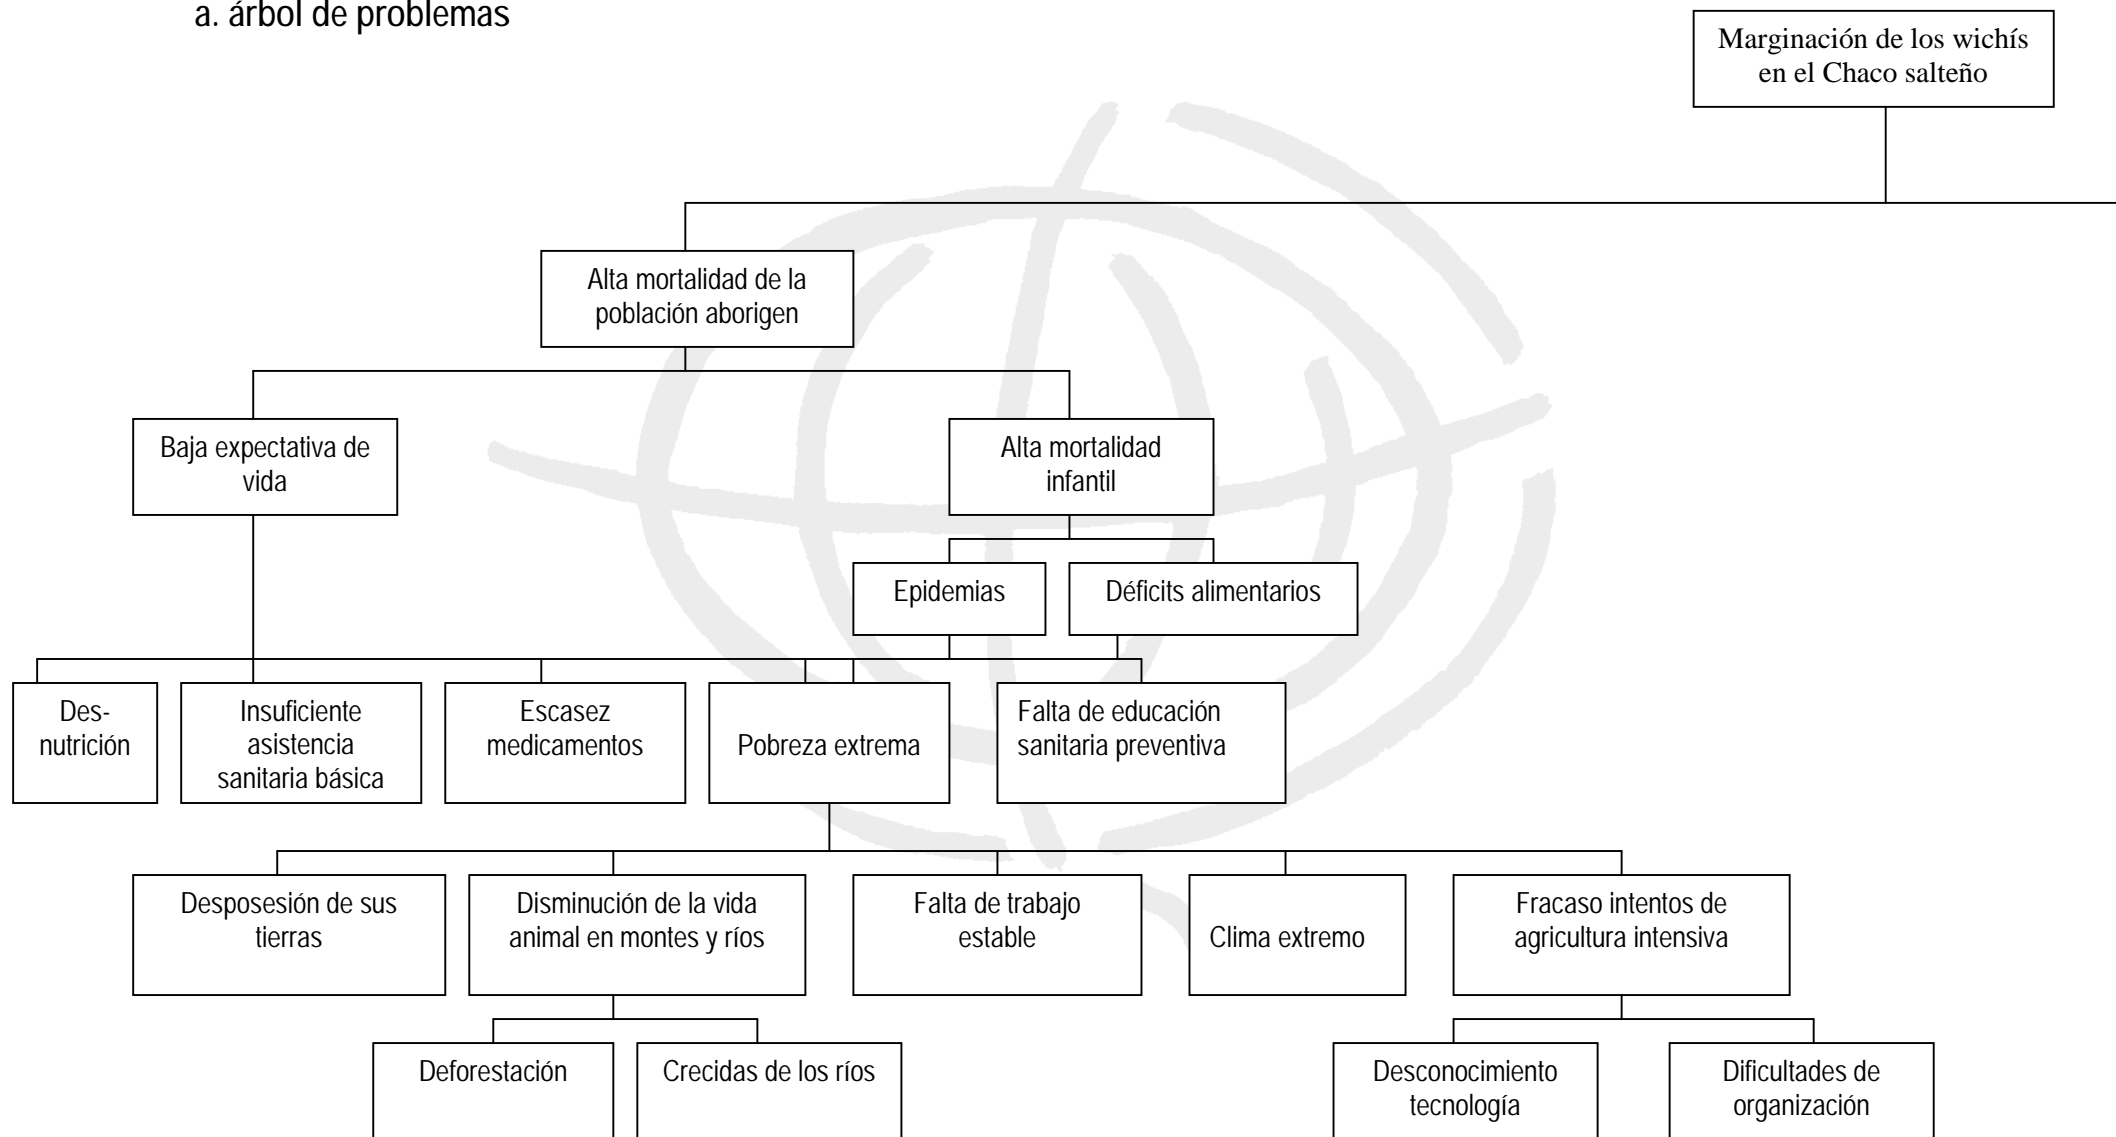 a. árbol de problemas
Marginación de los wichís
en el Chaco salteño
Alta mortalidad de la
población aborigen
Baja expectativa de
vida
Alta mortalidad
infantil
Epidemias
Déficits alimentarios
Des-
nutrición
Insuficiente
asistencia
sanitaria básica
Escasez
medicamentos
Pobreza extrema
Falta de educación
sanitaria preventiva
Desposesión de sus
tierras
Disminución de la vida
animal en montes y ríos
Falta de trabajo
estable
Clima extremo
Fracaso intentos de
agricultura intensiva
Deforestación
Crecidas de los ríos
Desconocimiento
tecnología
Dificultades de
organización